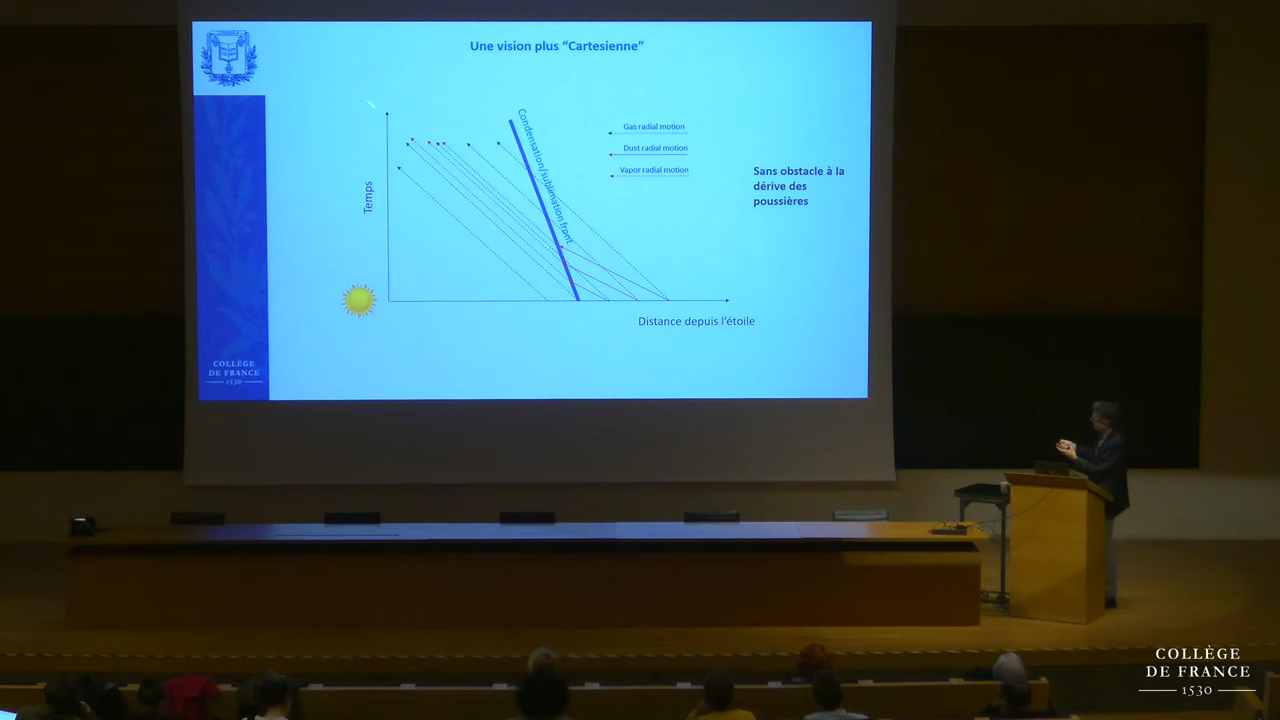 Une vision plus “Cartesienne”
Condensation/sublimation front
Gas radial motion
Dust radial motion
Vapor radial motion
Sans obstacle à la
dérive des
poussières
Temps
Distance depuis l’étoile
COLLÈGE
DE FRANCE
1530
COLLÈGE
DE FRANCE
1530